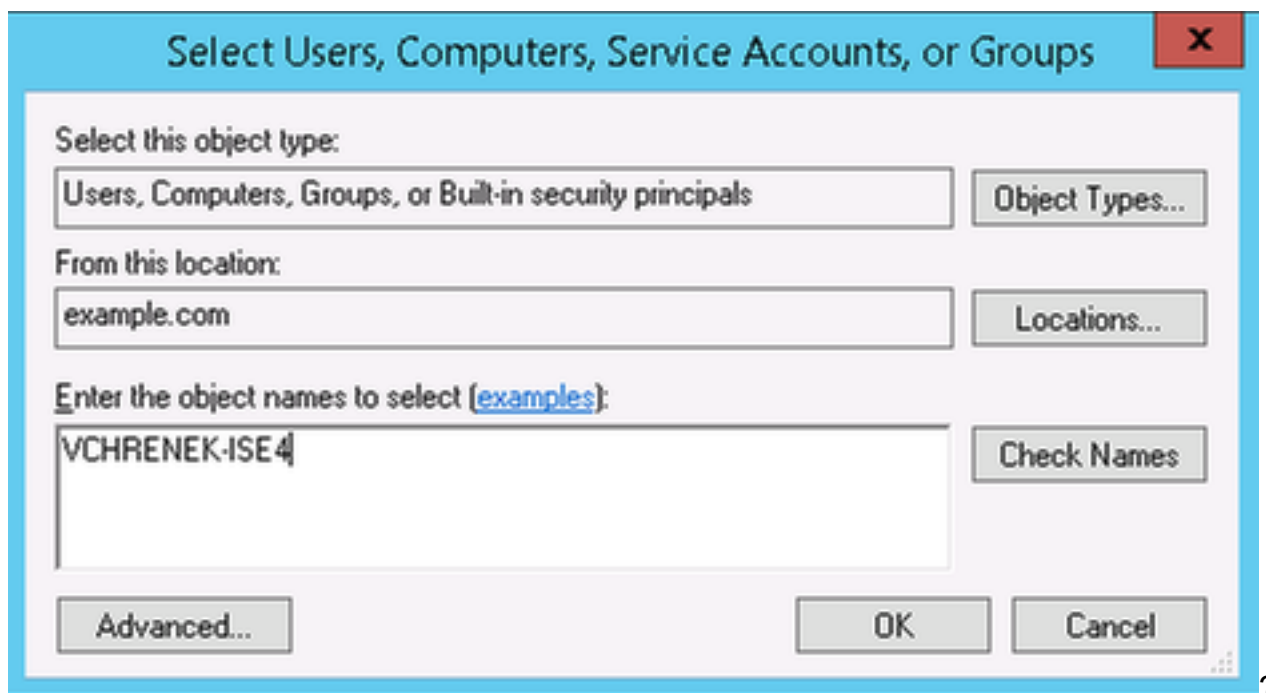 Select Users, Computers, Service Accounts, or Groups
x
Select this object type:
Users, Computers, Groups, or Built-in security principals
Object Types...
From this location:
example.com
Locations...
Enter the object names to select (examples):
VCHRENEK-ISE4
Check Names
Advanced...
OK
Cancel